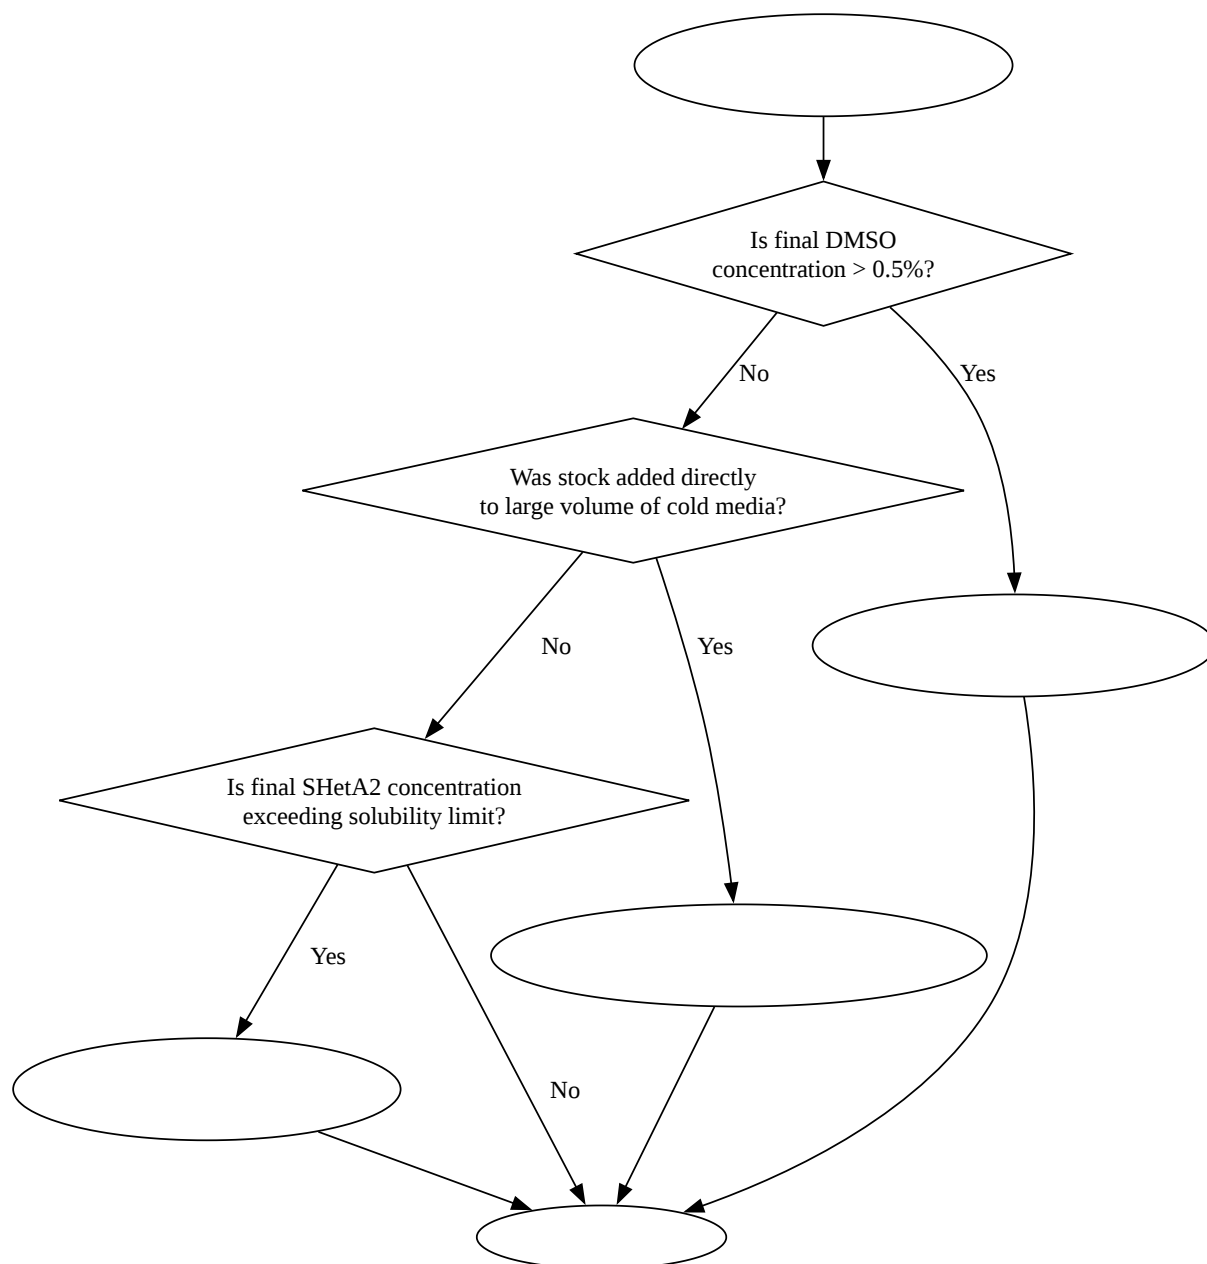 Is final DMSO
concentration > 0.5%?
No
Yes
Was stock added directly
to large volume of cold media?
No
Yes
Is final SHetA2 concentration
exceeding solubility limit?
Yes
No